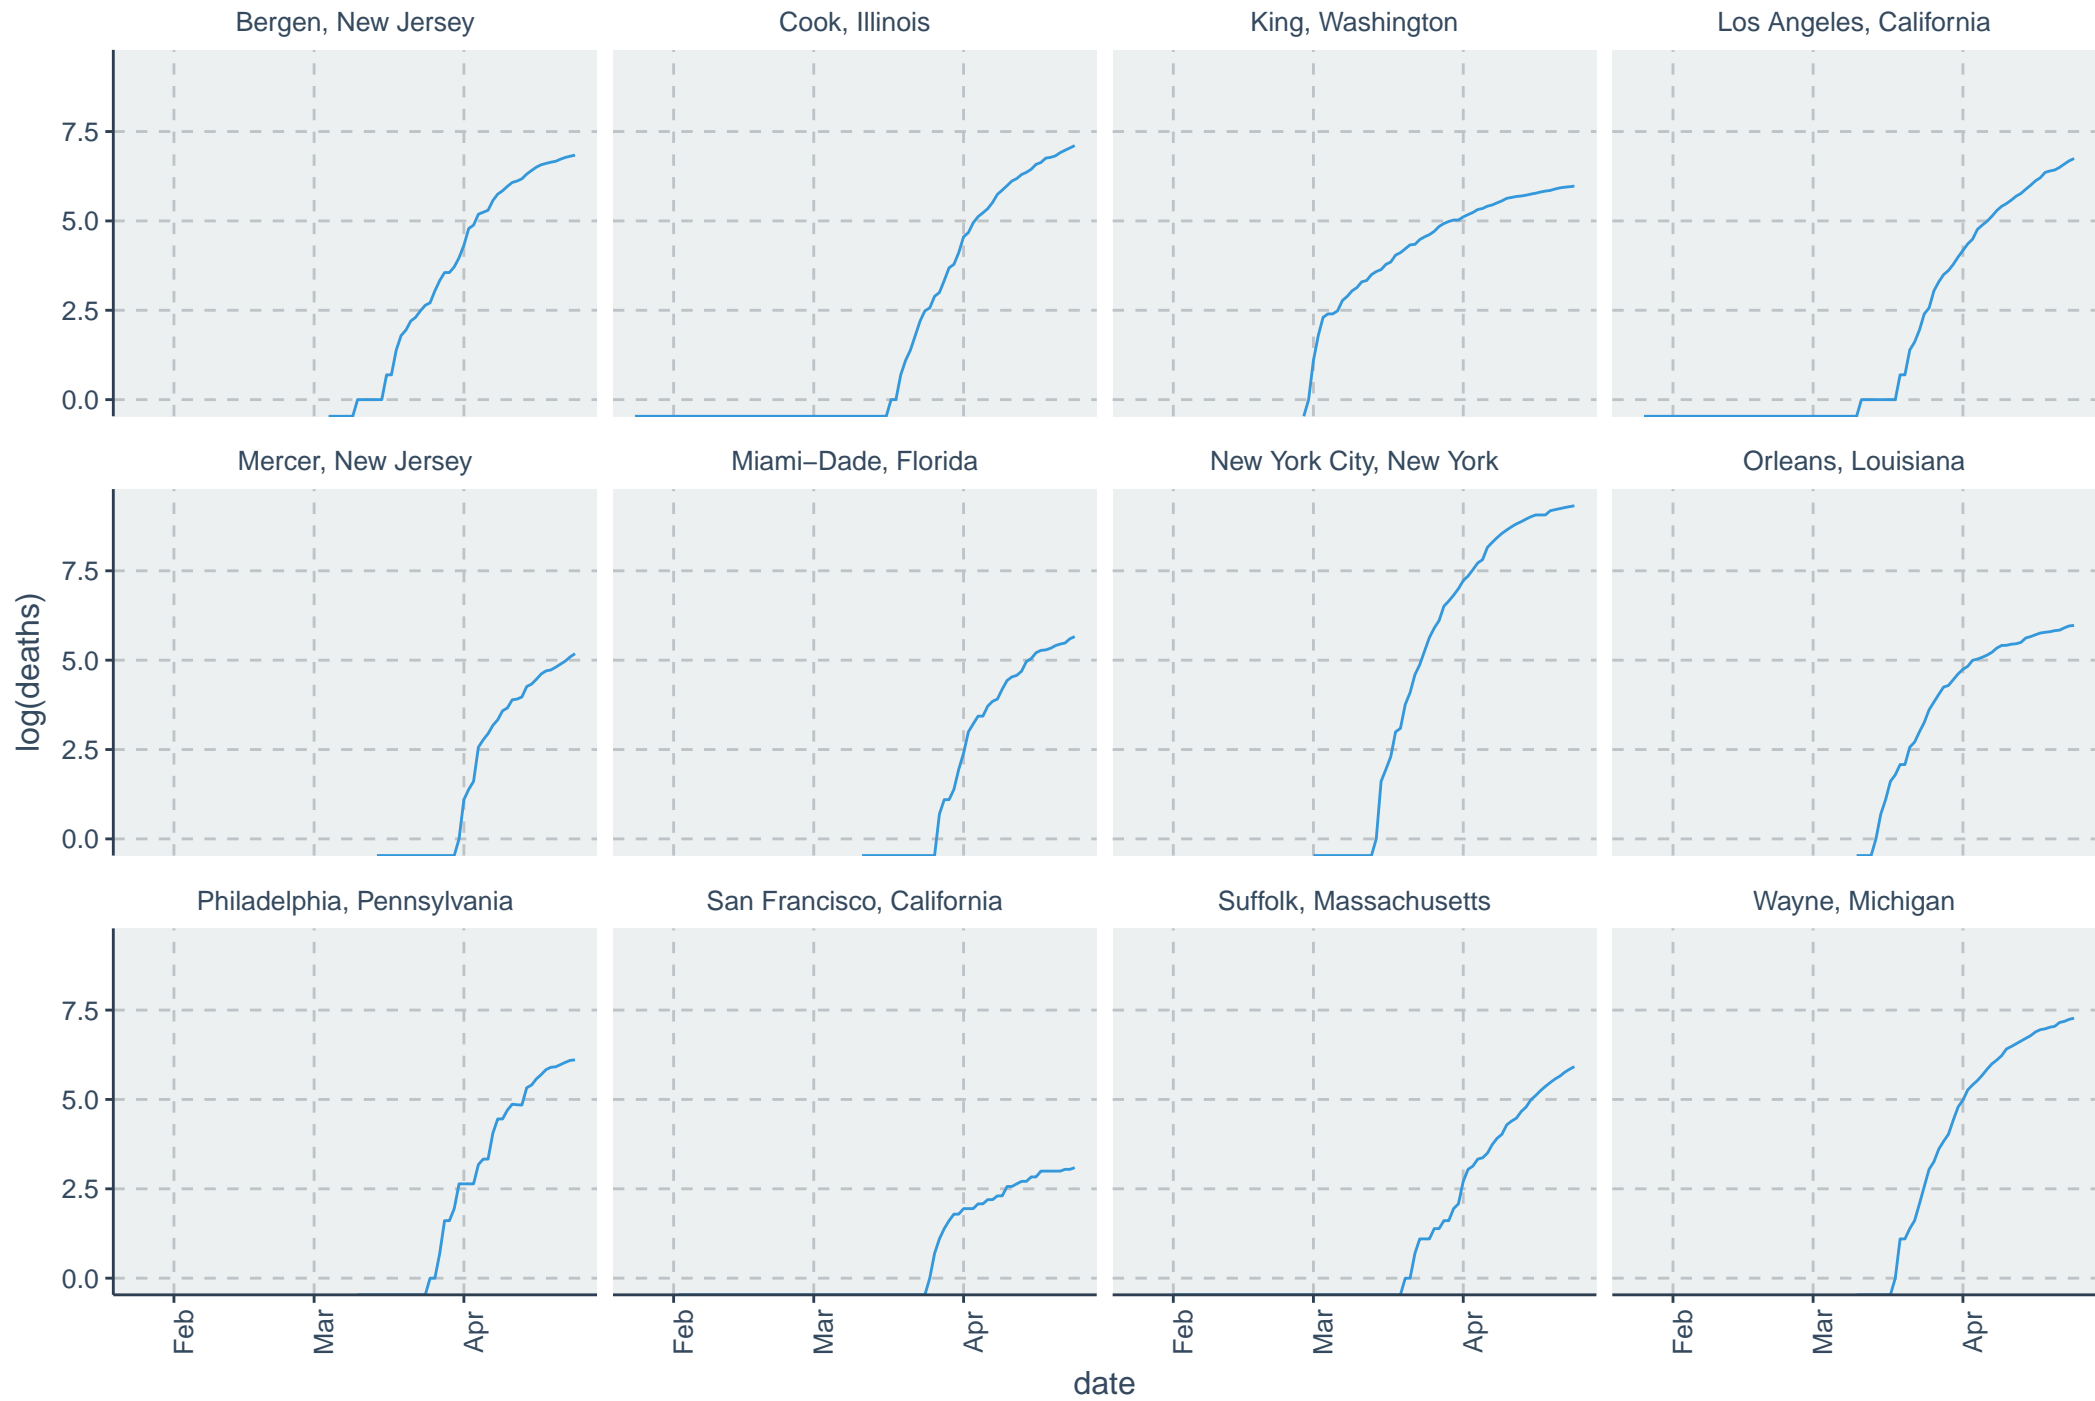 Bergen, New Jersey
Cook, Illinois
King, Washington
Los Angeles, California
7.5
5.0
2.5
0.0
Mercer, New Jersey
Miami−Dade, Florida
New York City, New York
Orleans, Louisiana
7.5
5.0
2.5
0.0
log(deaths)
Philadelphia, Pennsylvania
San Francisco, California
Suffolk, Massachusetts
Wayne, Michigan
7.5
5.0
2.5
0.0
Feb
Mar
Apr
Feb
Mar
Apr
Feb
Mar
Apr
Feb
Mar
Apr
date